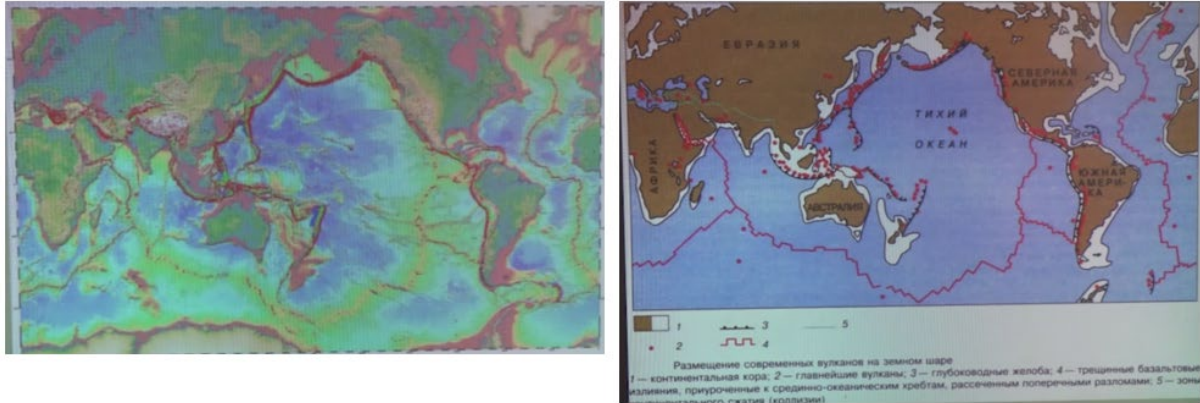 ЕВРАЗИЯ
СЕВЕРНАЯ
АМЕРИКА
ТИХИЙ
ОКЕАН
АФРИКА
ЮЖНАЯ
АМЕРИ-
КА
АВСТРАЛИЯ
1
3
5
2
4
Размещение современных вулканов на земном шаре
1 — континентальная кора; 2 — главнейшие вулканы; 3 — глубоководные желоба; 4 — трещинные базальтовые
излияния, приуроченные к срединно-океаническим хребтам, рассеченным поперечными разломами; 5 — зоны
сжатия (коллизии)